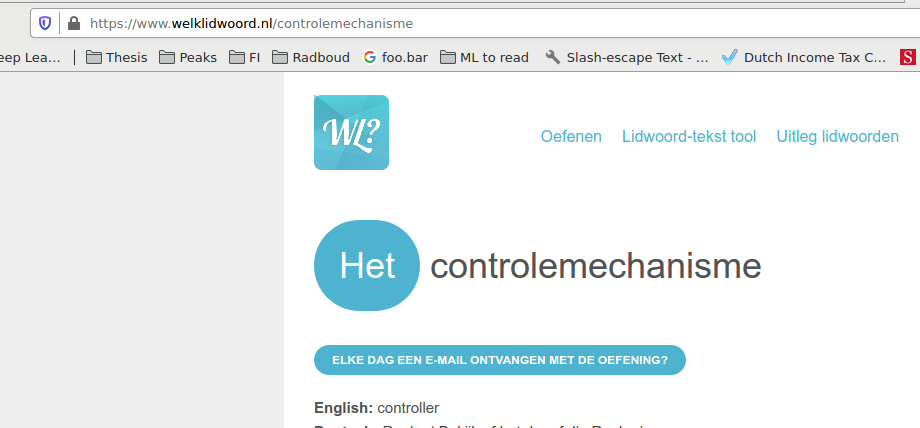 https://www.welklidwoord.nl/controlemechanisme
eep Lea… Thesis Peaks FI Radboud foo.bar ML to read Slash-escape Text - … Dutch Income Tax C… S
WL?
Oefenen Lidwoord-tekst tool Uitleg lidwoorden
Het controlemechanisme
ELKE DAG EEN E-MAIL ONTVANGEN MET DE OEFENING?
English: controller